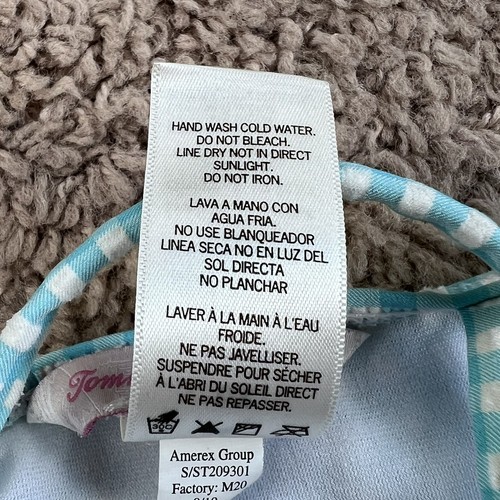 HAND WASH COLD WATER.
DO NOT BLEACH.
LINE DRY NOT IN DIRECT
SUNLIGHT.
DO NOT IRON.
LAVA A MANO CON
AGUA FRIA.
NO USE BLANQUEADOR
LINEA SECA NO EN LUZ DEL
SOL DIRECTA
NO PLANCHAR
LAVER À LA MAIN À L'EAU
FROIDE.
NE PAS JAVELLISER.
SUSPENDRE POUR SÉCHER
À L'ABRI DU SOLEIL DIRECT
NE PAS REPASSER.
Amerex Group
S/ST209301
Factory: M20